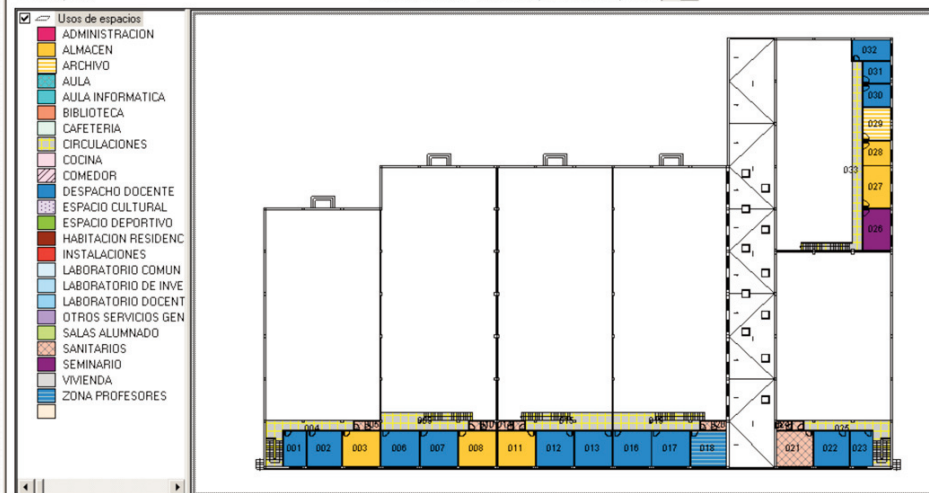 Usos de espacios
ADMINISTRACION
ALMACEN
ARCHIVO
AULA
AULA INFORMATICA
BIBLIOTECA
CAFETERIA
CIRCULACIONES
COCINA
COMEDOR
DESPACHO DOCENTE
ESPACIO CULTURAL
ESPACIO DEPORTIVO
HABITACION RESIDENC
INSTALACIONES
LABORATORIO COMUN
LABORATORIO DE INVE
LABORATORIO DOCENT
OTROS SERVICIOS GEN
SALAS ALUMNADO
SANITARIOS
SEMINARIO
VIVIENDA
ZONA PROFESORES
032
031
030
029
028
033
027
026
004
015
019
025
001
002
003
006
007
008
011
012
013
016
017
018
021
022
023